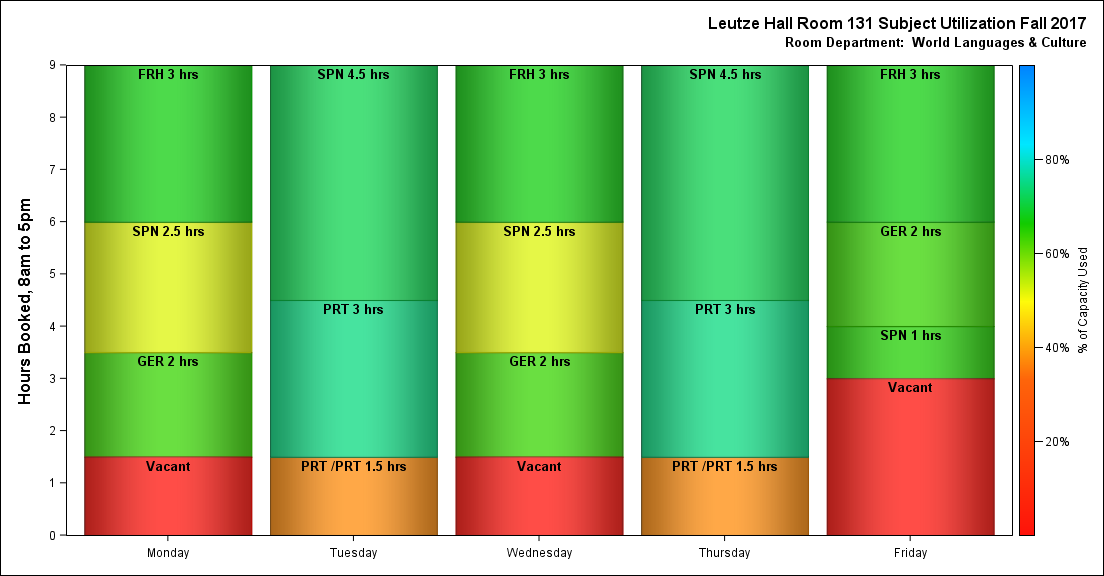 Leutze Hall Room 131 Subject Utilization Fall 2017
Room Department:  World Languages & Culture
Hours Booked, 8am to 5pm
9
8
7
6
5
4
3
2
1
0
FRH 3 hrs
SPN 2.5 hrs
GER 2 hrs
Vacant
SPN 4.5 hrs
PRT 3 hrs
PRT /PRT 1.5 hrs
FRH 3 hrs
SPN 2.5 hrs
GER 2 hrs
Vacant
SPN 4.5 hrs
PRT 3 hrs
PRT /PRT 1.5 hrs
FRH 3 hrs
GER 2 hrs
SPN 1 hrs
Vacant
Monday
Tuesday
Wednesday
Thursday
Friday
80%
60%
40%
20%
% of Capacity Used